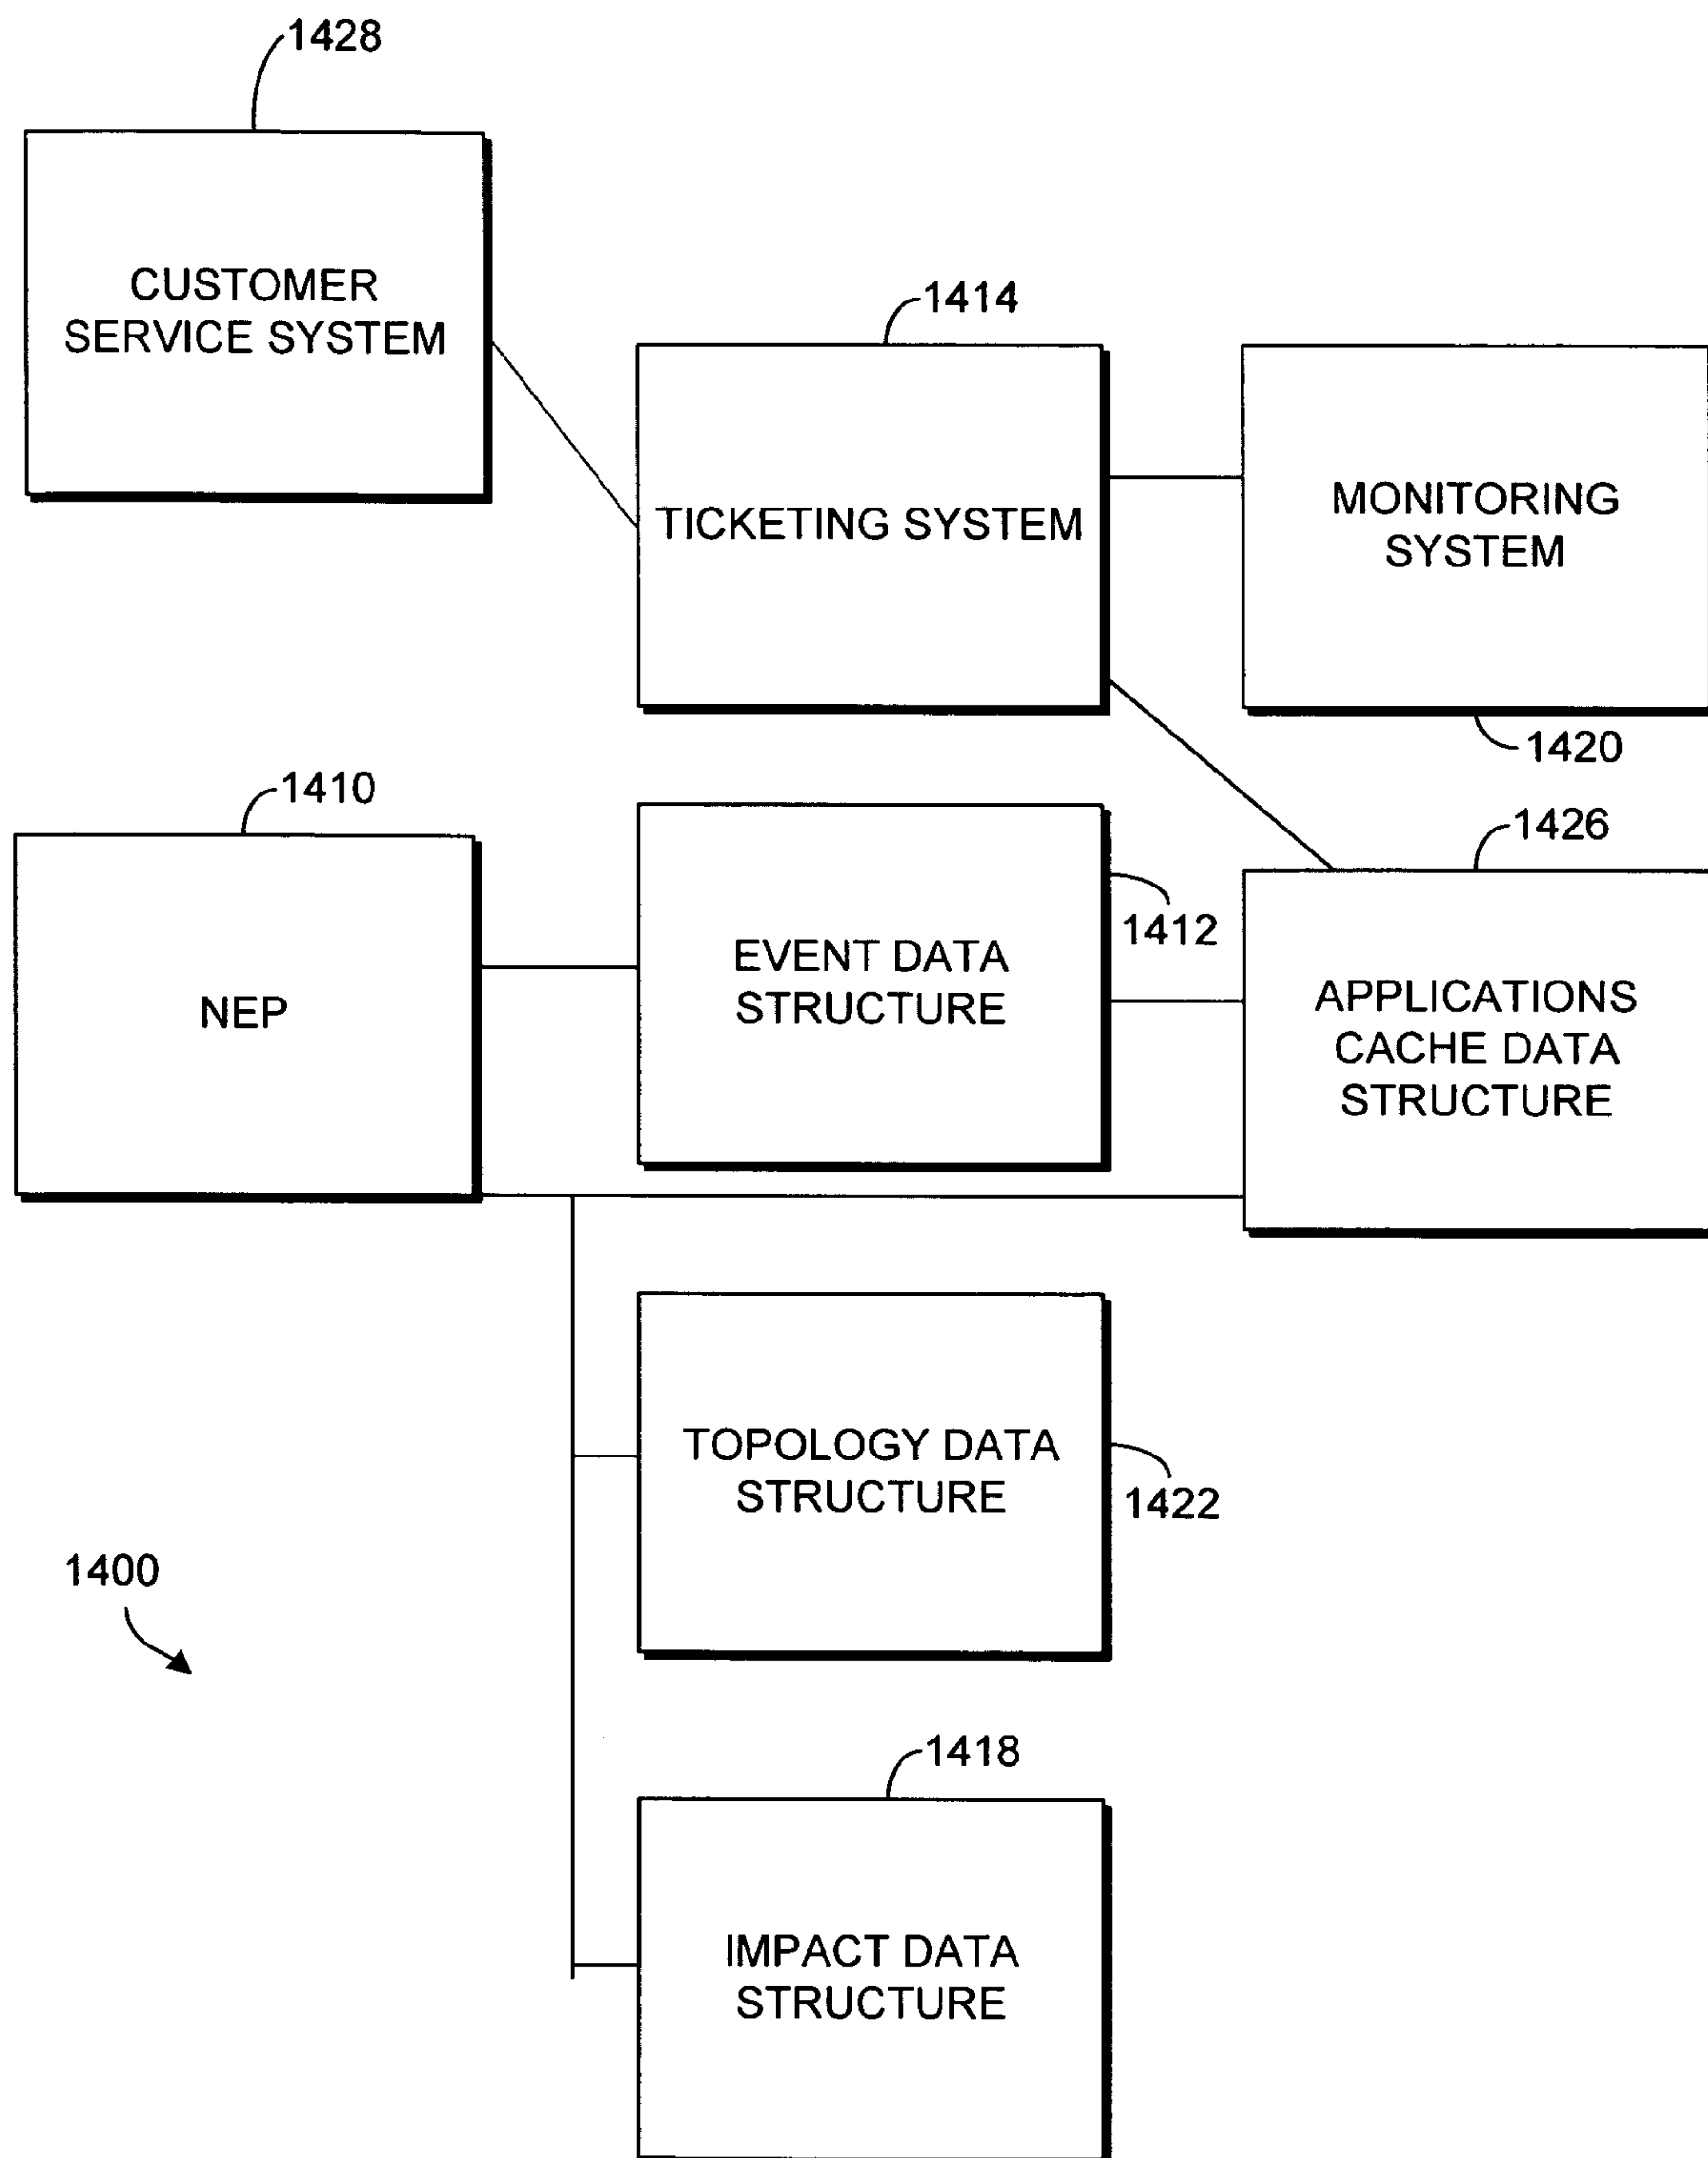 1428
CUSTOMER
SERVICE SYSTEM
1414
TICKETING SYSTEM
MONITORING
SYSTEM
1420
1410
NEP
EVENT DATA
STRUCTURE
1412
1426
APPLICATIONS
CACHE DATA
STRUCTURE
TOPOLOGY DATA
STRUCTURE
1422
1400
1418
IMPACT DATA
STRUCTURE